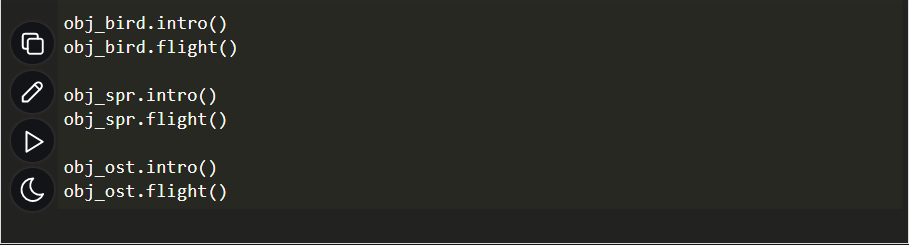 obj_bird.intro()
obj_bird.flight()
obj_spr.intro()
obj_spr.flight()
obj_ost.intro()
obj_ost.flight()